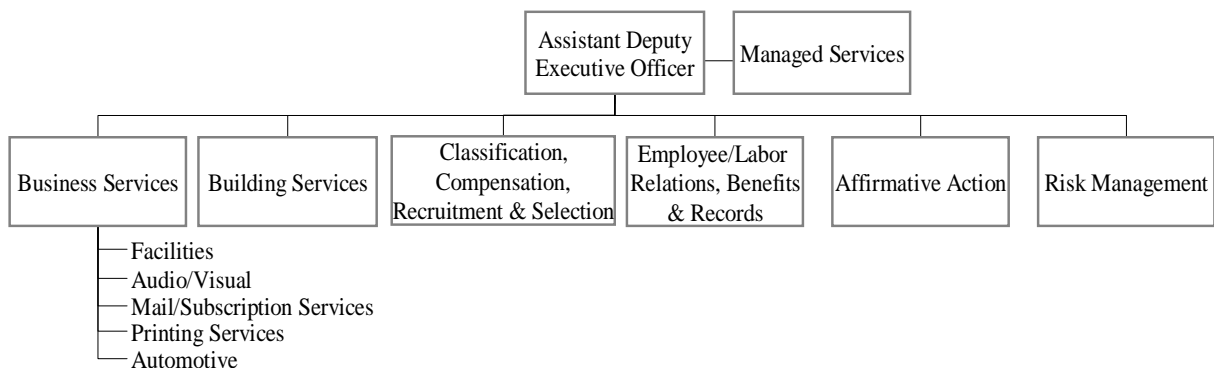 Assistant Deputy
Executive Officer
Managed Services
Business Services
Building Services
Classification,
Compensation,
Recruitment & Selection
Employee/Labor
Relations, Benefits
& Records
Affirmative Action
Risk Management
Facilities
Audio/Visual
Mail/Subscription Services
Printing Services
Automotive